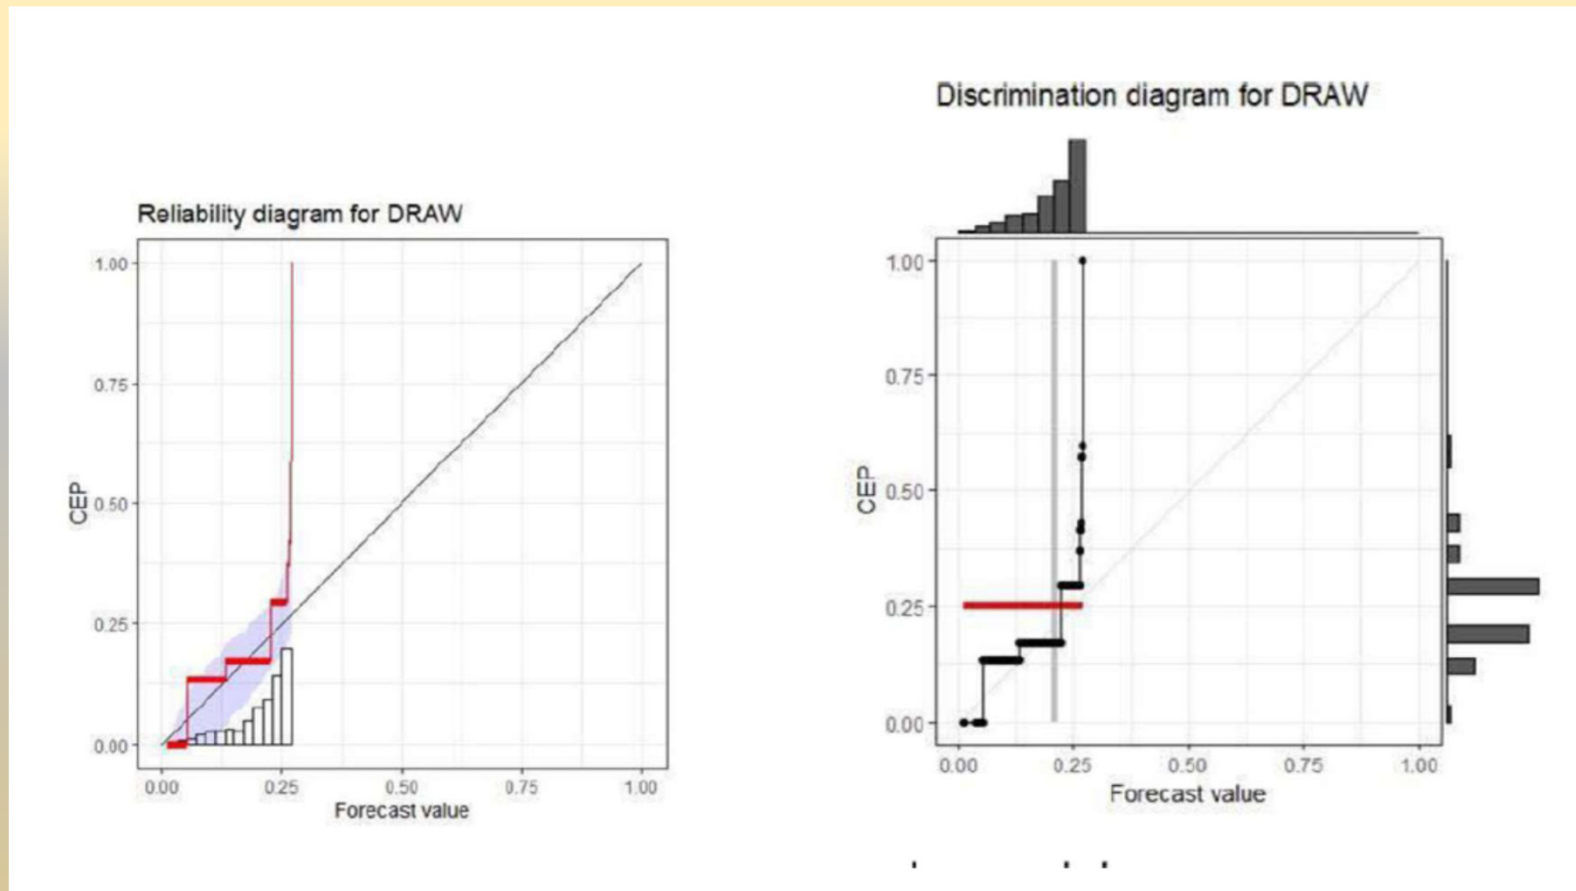 Reliability diagram for DRAW
1.00
0.75
0.50
0.25
0.00
CEP
0.00 0.25 0.50 0.75 1.00
Forecast value
Discrimination diagram for DRAW
1.00
0.75
0.50
0.25
0.00
CEP
0.00 0.25 0.50 0.75 1.00
Forecast value